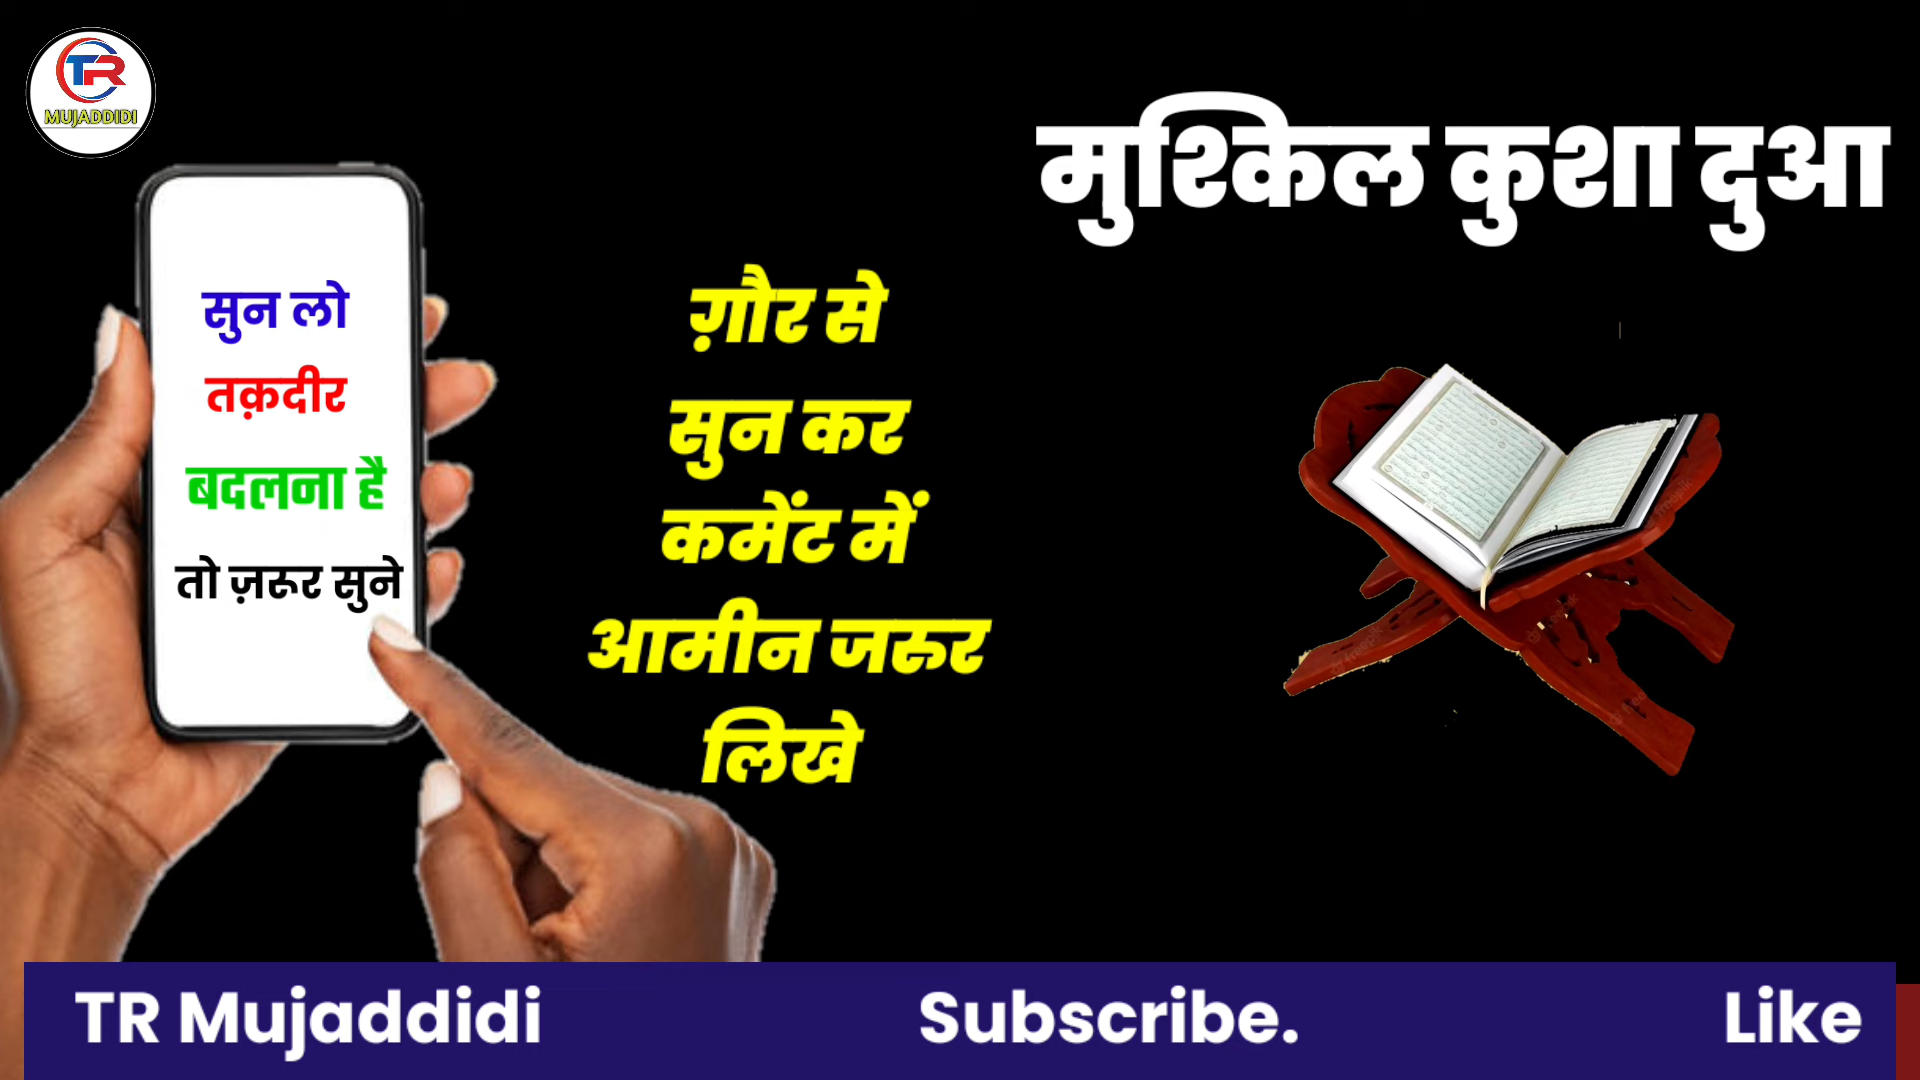 TR
MUJADDIDI
मुश्किल कुशा दुआ
सुन लो
तक़दीर
बदलना है
तो ज़रूर सुने
ग़ौर से
सुन कर
कमेंट में
आमीन जरुर
लिखे
TR Mujaddidi
Subscribe.
Like